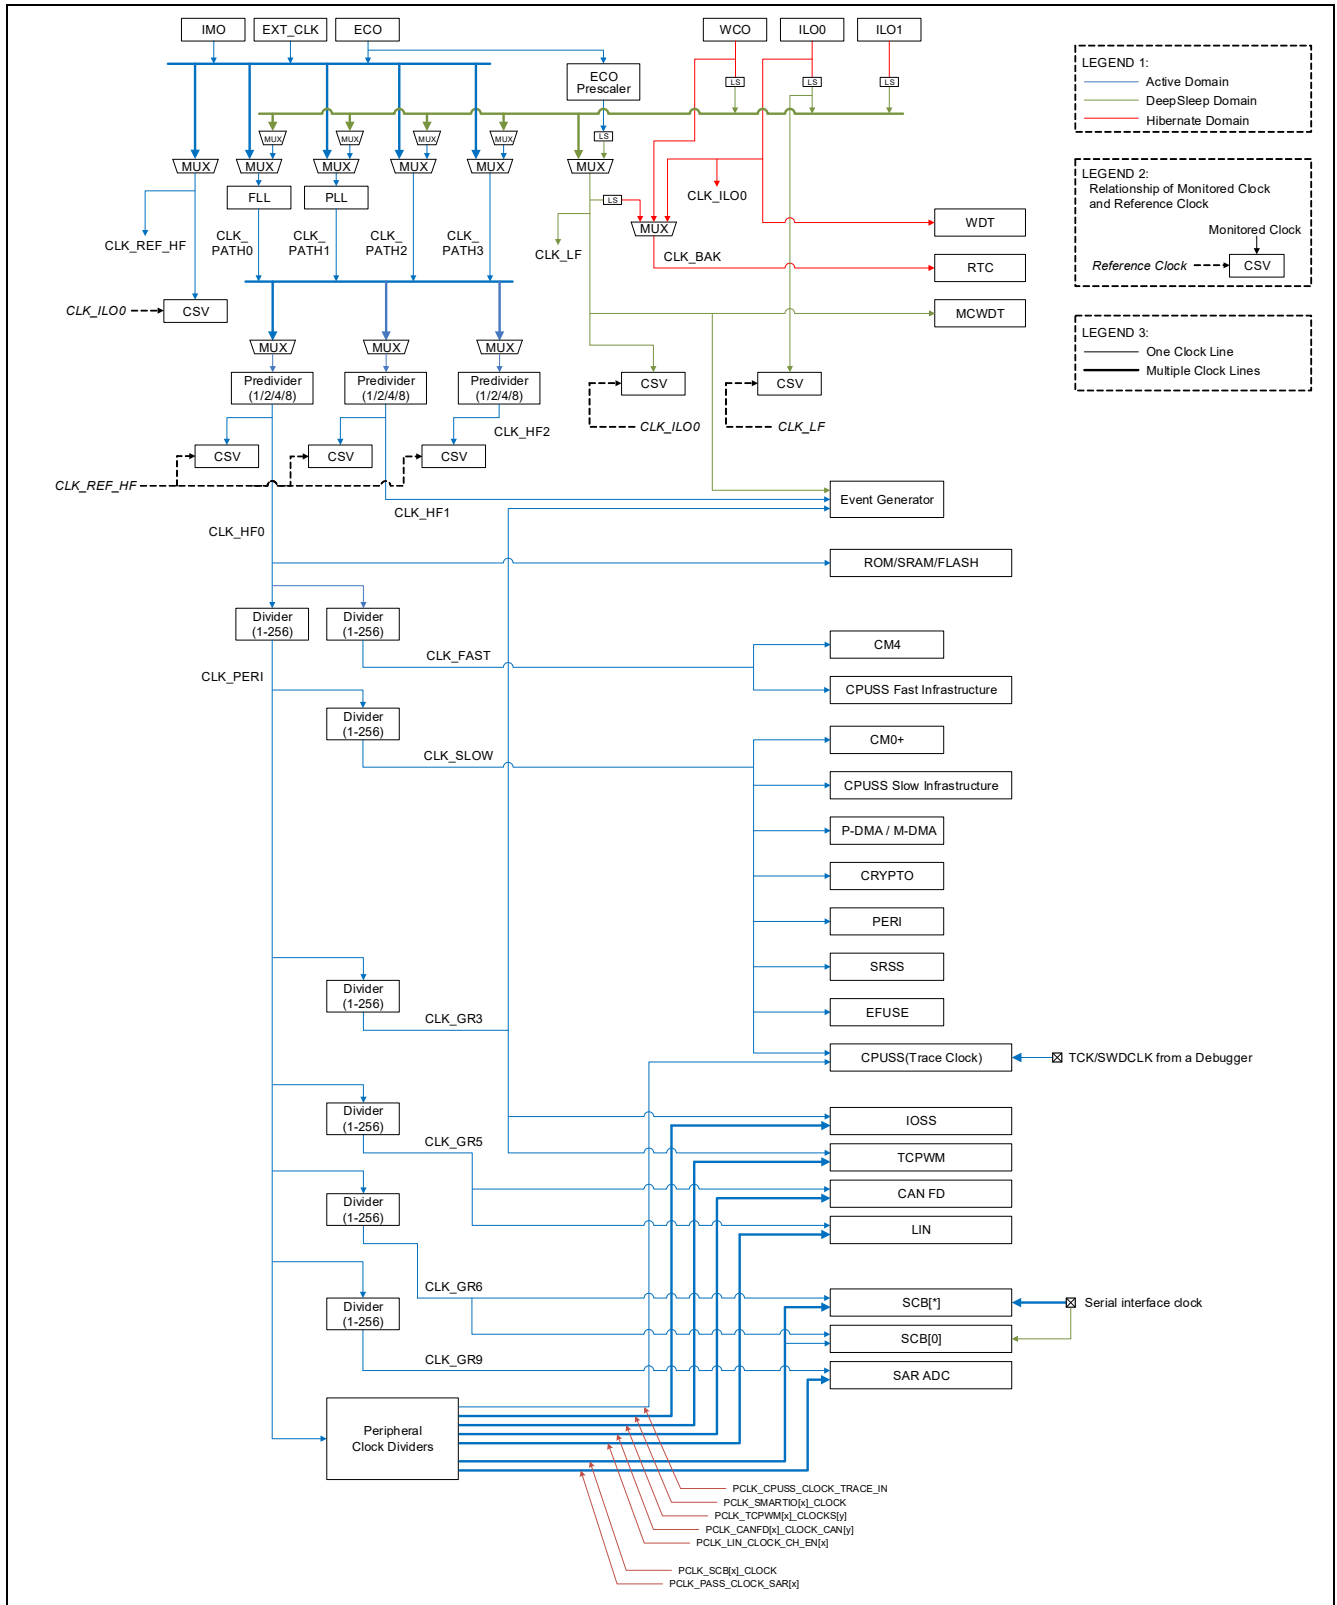 IMO
EXT_CLK
ECO
WCO
ILO0
ILO1
LEGEND 1:
Active Domain
DeepSleep Domain
Hibernate Domain
ECO
Prescaler
LS
LS
LS
LS
MUX
MUX
MUX
MUX
MUX
MUX
MUX
MUX
MUX
MUX
LEGEND 2:
Relationship of Monitored Clock
and Reference Clock
Monitored Clock
Reference Clock
CSV
FLL
PLL
LS
CLK_ILO0
MUX
WDT
CLK_REF_HF
CLK_
PATH0
CLK_
PATH1
CLK_
PATH2
CLK_
PATH3
CLK_LF
CLK_BAK
RTC
CLK_ILO0
CSV
MCWDT
LEGEND 3:
One Clock Line
Multiple Clock Lines
MUX
MUX
MUX
Predivider
(1/2/4/8)
Predivider
(1/2/4/8)
Predivider
(1/2/4/8)
CSV
CSV
CLK_ILO0
CLK_LF
CLK_HF2
CSV
CSV
CSV
CLK_REF_HF
Event Generator
CLK_HF1
CLK_HF0
ROM/SRAM/FLASH
Divider
(1-256)
Divider
(1-256)
CM4
CLK_FAST
CLK_PERI
CPUSS Fast Infrastructure
Divider
(1-256)
CM0+
CLK_SLOW
CPUSS Slow Infrastructure
P-DMA / M-DMA
CRYPTO
PERI
SRSS
Divider
(1-256)
EFUSE
CLK_GR3
CPUSS(Trace Clock)
TCK/SWDCLK from a Debugger
Divider
(1-256)
IOSS
CLK_GR5
TCPWM
CAN FD
Divider
(1-256)
LIN
CLK_GR6
SCB[*]
Serial interface clock
Divider
(1-256)
SCB[0]
CLK_GR9
SAR ADC
Peripheral
Clock Dividers
PCLK_CPUSS_CLOCK_TRACE_IN
PCLK_SMARTIO[x]_CLOCK
PCLK_TCPWM[x]_CLOCKS[y]
PCLK_CANFD[x]_CLOCK_CAN[y]
PCLK_LIN_CLOCK_CH_EN[x]
PCLK_SCB[x]_CLOCK
PCLK_PASS_CLOCK_SAR[x]